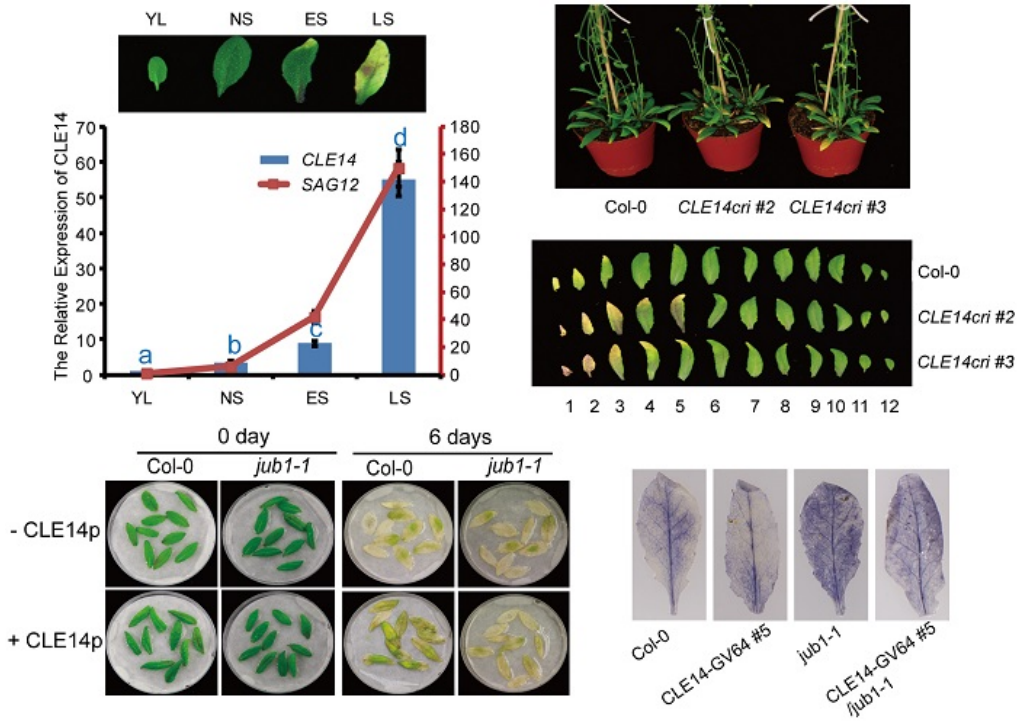 YL NS ES LS
The Relative Expression of CLE14
70
60
50
40
30
20
10
0
180
160
140
120
100
80
60
40
20
0
CLE14
SAG12
a
b
c
d
YL NS ES LS
Col-0 CLE14cri #2 CLE14cri #3
Col-0
CLE14cri #2
CLE14cri #3
1 2 3 4 5 6 7 8 9 10 11 12
0 day 6 days
Col-0 jub1-1 Col-0 jub1-1
- CLE14p
+ CLE14p
Col-0
CLE14-GV64 #5
jub1-1
CLE14-GV64 #5
/jub1-1